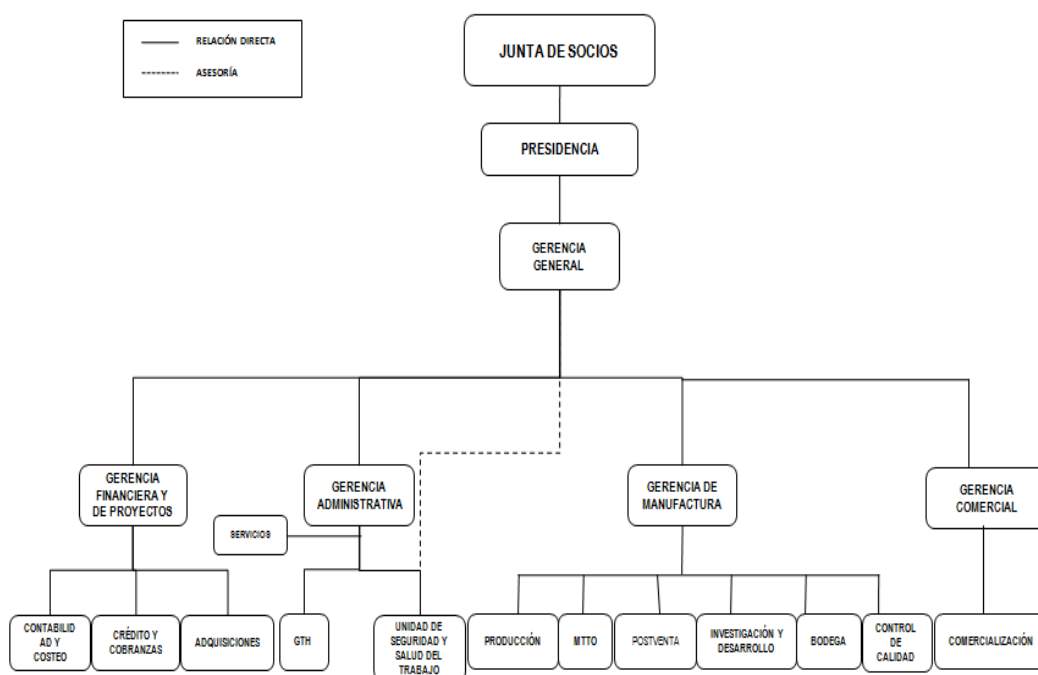 RELACIÓN DIRECTA
ASESORÍA
JUNTA DE SOCIOS
PRESIDENCIA
GERENCIA
GENERAL
GERENCIA
FINANCIERA Y
DE PROYECTOS
GERENCIA
ADMINISTRATIVA
GERENCIA DE
MANUFACTURA
GERENCIA
COMERCIAL
SERVICIOS
CONTABILID
AD Y
COSTEO
CRÉDITO Y
COBRANZAS
ADQUISICIONES
GTH
UNIDAD DE
SEGURIDAD Y
SALUD DEL
TRABAJO
PRODUCCIÓN
MTTO
POSTVENTA
INVESTIGACIÓN Y
DESARROLLO
BODEGA
CONTROL
DE
CALIDAD
COMERCIALIZACIÓN